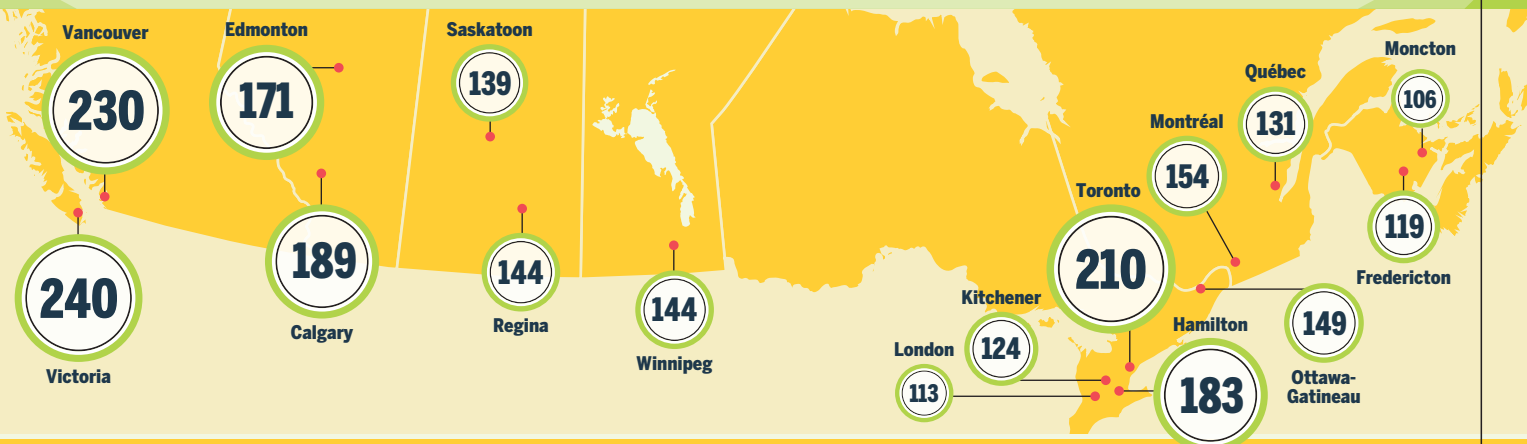 Vancouver
230
Edmonton
171
Saskatoon
139
Moncton
106
Québec
131
Montréal
154
Toronto
210
119
Fredericton
240
Victoria
189
Calgary
144
Regina
144
Winnipeg
Kitchener
124
London
113
Hamilton
183
149
Ottawa-
Gatineau